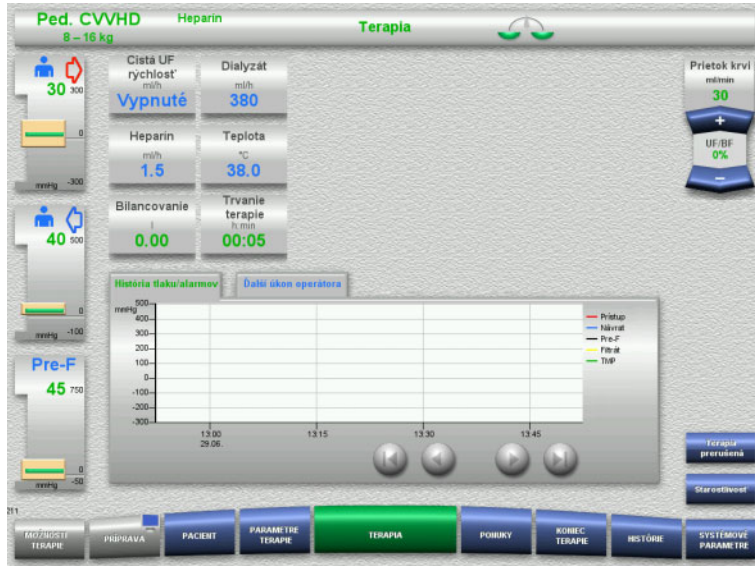 Ped. CVVHD
8 – 16 kg
Heparín
Terapia
30
300
0
mmHg
-300
40
500
0
mmHg
-100
Pre-F
45
750
0
mmHg
-50
Čistá UF
rýchlosť
ml/h
Vypnuté
Dialyzát
ml/h
380
Heparín
ml/h
1.5
Teplota
°C
38.0
Bilancovanie
l
0.00
Trvanie
terapie
h:min
00:05
Prietok krvi
ml/min
30
+
UF/BF
0%
–
História tlaku/alarmov
Ďalší úkon operátora
mmHg
500
400
300
200
100
0
-100
-200
-300
13:00
29.06.
13:15
13:30
13:45
Prístup
Návrat
Pre-F
Filtrát
TMP
Terapia
prerušená
Starostlivosť
211
MOŽNOSTI
TERAPIE
PRÍPRAVA
PACIENT
PARAMETRE
TERAPIE
TERAPIA
PONUKY
KONIEC
TERAPIE
HISTÓRIE
SYSTÉMOVÉ
PARAMETRE